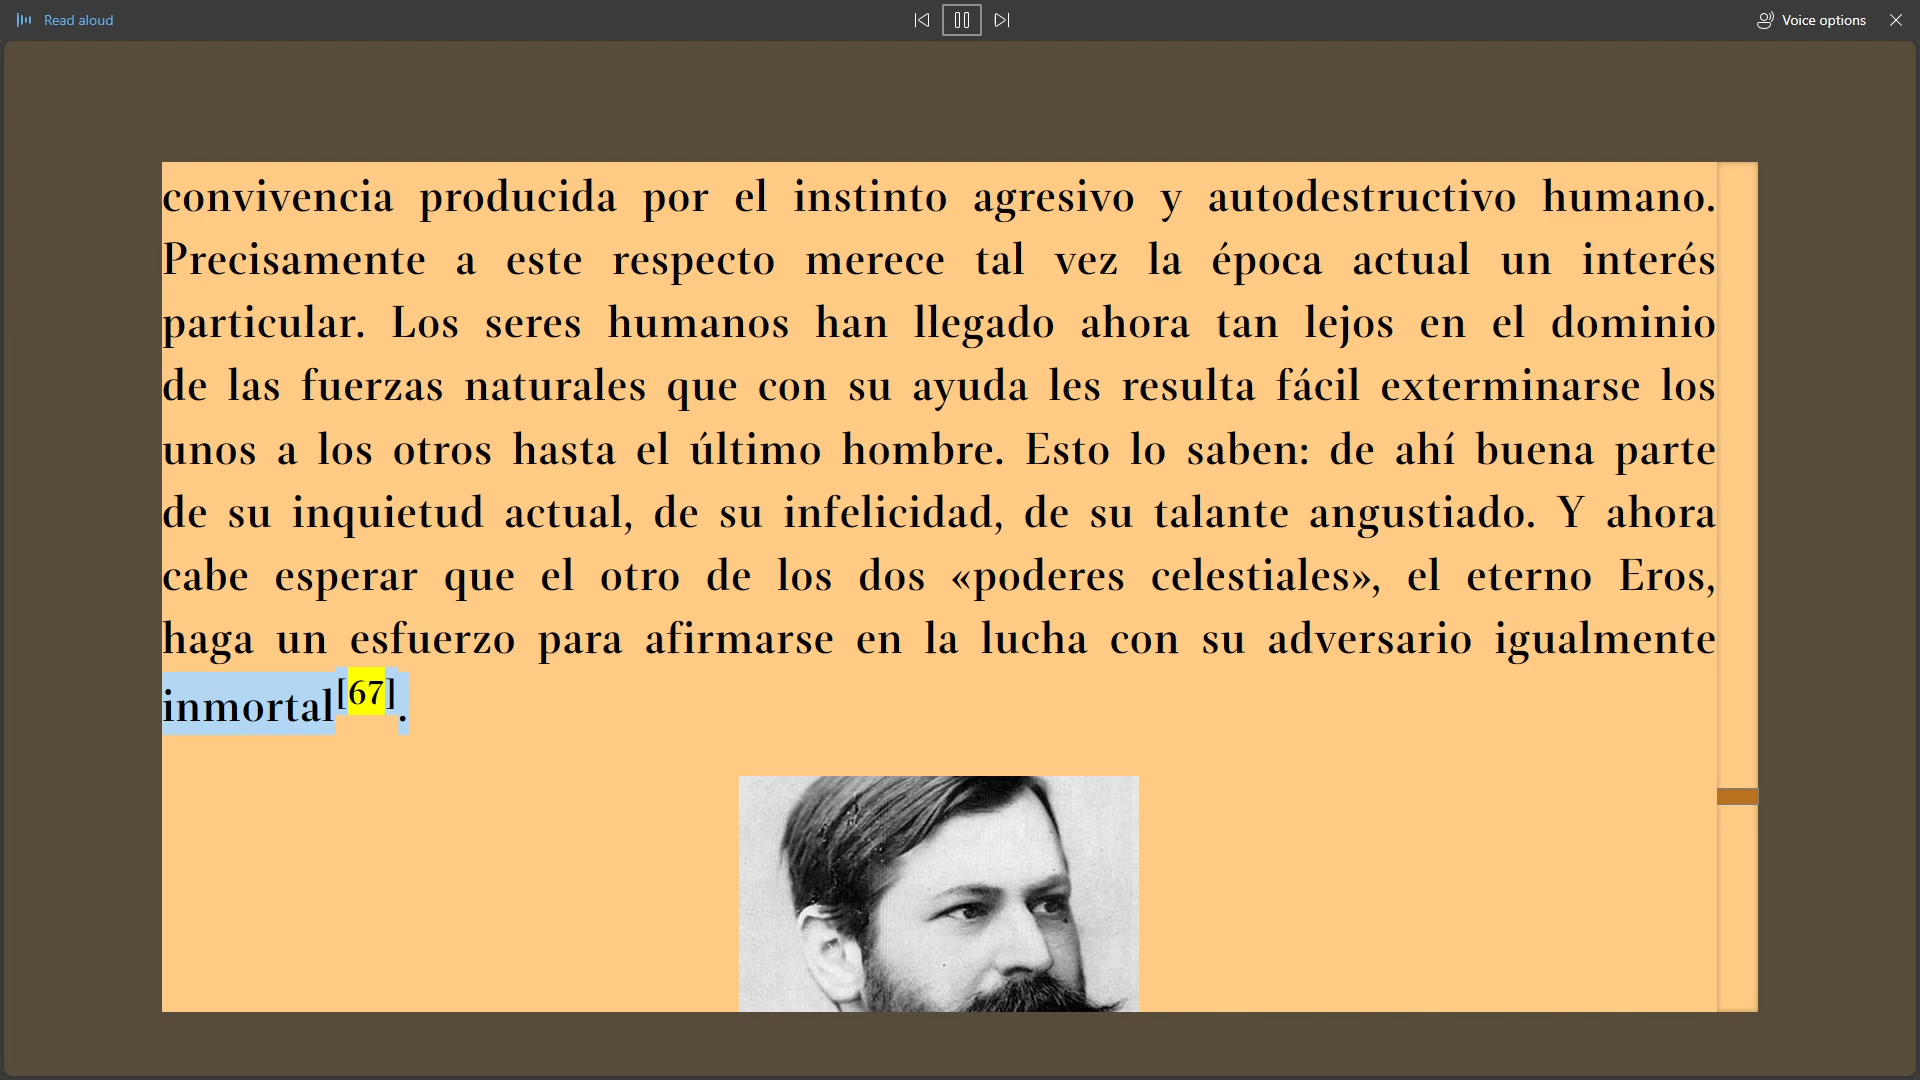 Read aloud
Voice options
convivencia producida por el instinto agresivo y autodestructivo humano.
Precisamente a este respecto merece tal vez la época actual un interés
particular. Los seres humanos han llegado ahora tan lejos en el dominio
de las fuerzas naturales que con su ayuda les resulta fácil exterminarse los
unos a los otros hasta el último hombre. Esto lo saben: de ahí buena parte
de su inquietud actual, de su infelicidad, de su talante angustiado. Y ahora
cabe esperar que el otro de los dos «poderes celestiales», el eterno Eros,
haga un esfuerzo para afirmarse en la lucha con su adversario igualmente
inmortal[67].